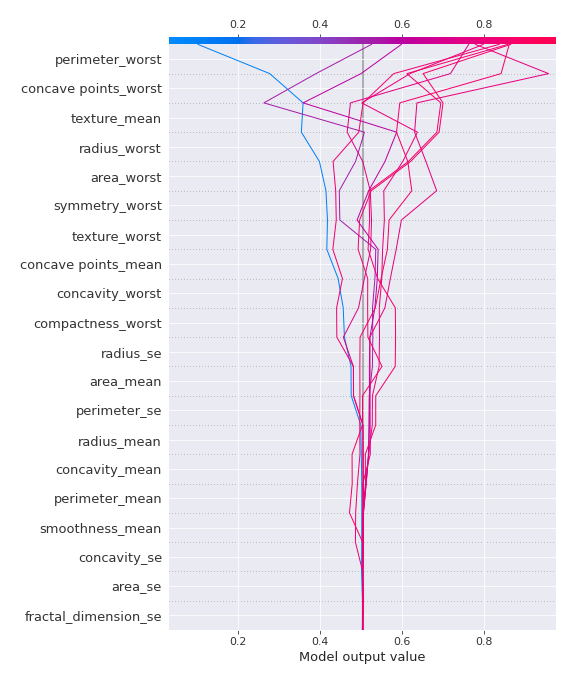 0.2 0.4 0.6 0.8
perimeter_worst
concave points_worst
texture_mean
radius_worst
area_worst
symmetry_worst
texture_worst
concave points_mean
concavity_worst
compactness_worst
radius_se
area_mean
perimeter_se
radius_mean
concavity_mean
perimeter_mean
smoothness_mean
concavity_se
area_se
fractal_dimension_se
0.2 0.4 0.6 0.8
Model output value